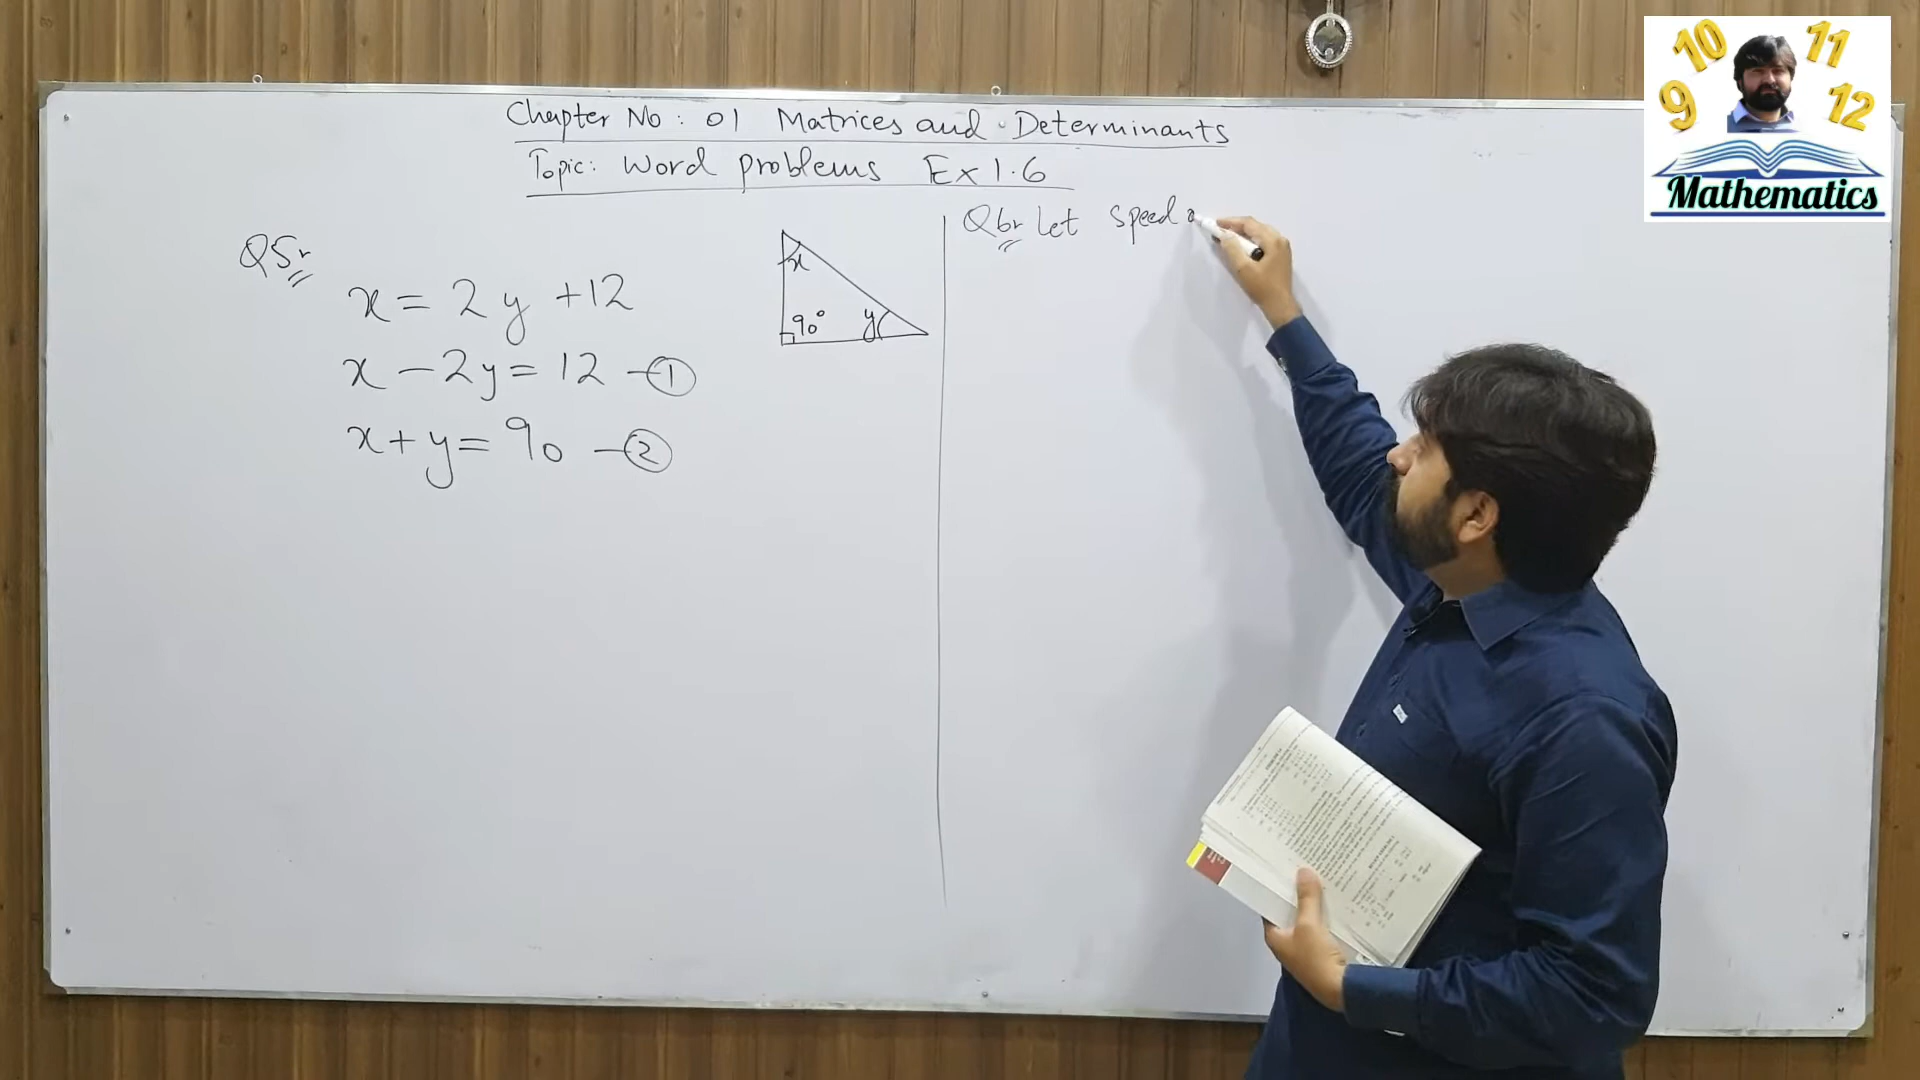 Chapter No: 01 Matrices and Determinants
Topic: Word problems Ex 1.6
Q5
x = 2y + 12
x − 2y = 12 —①
x + y = 90 —②
x
90°
y
Q6 Let speed o
10
11
9
12
Mathematics